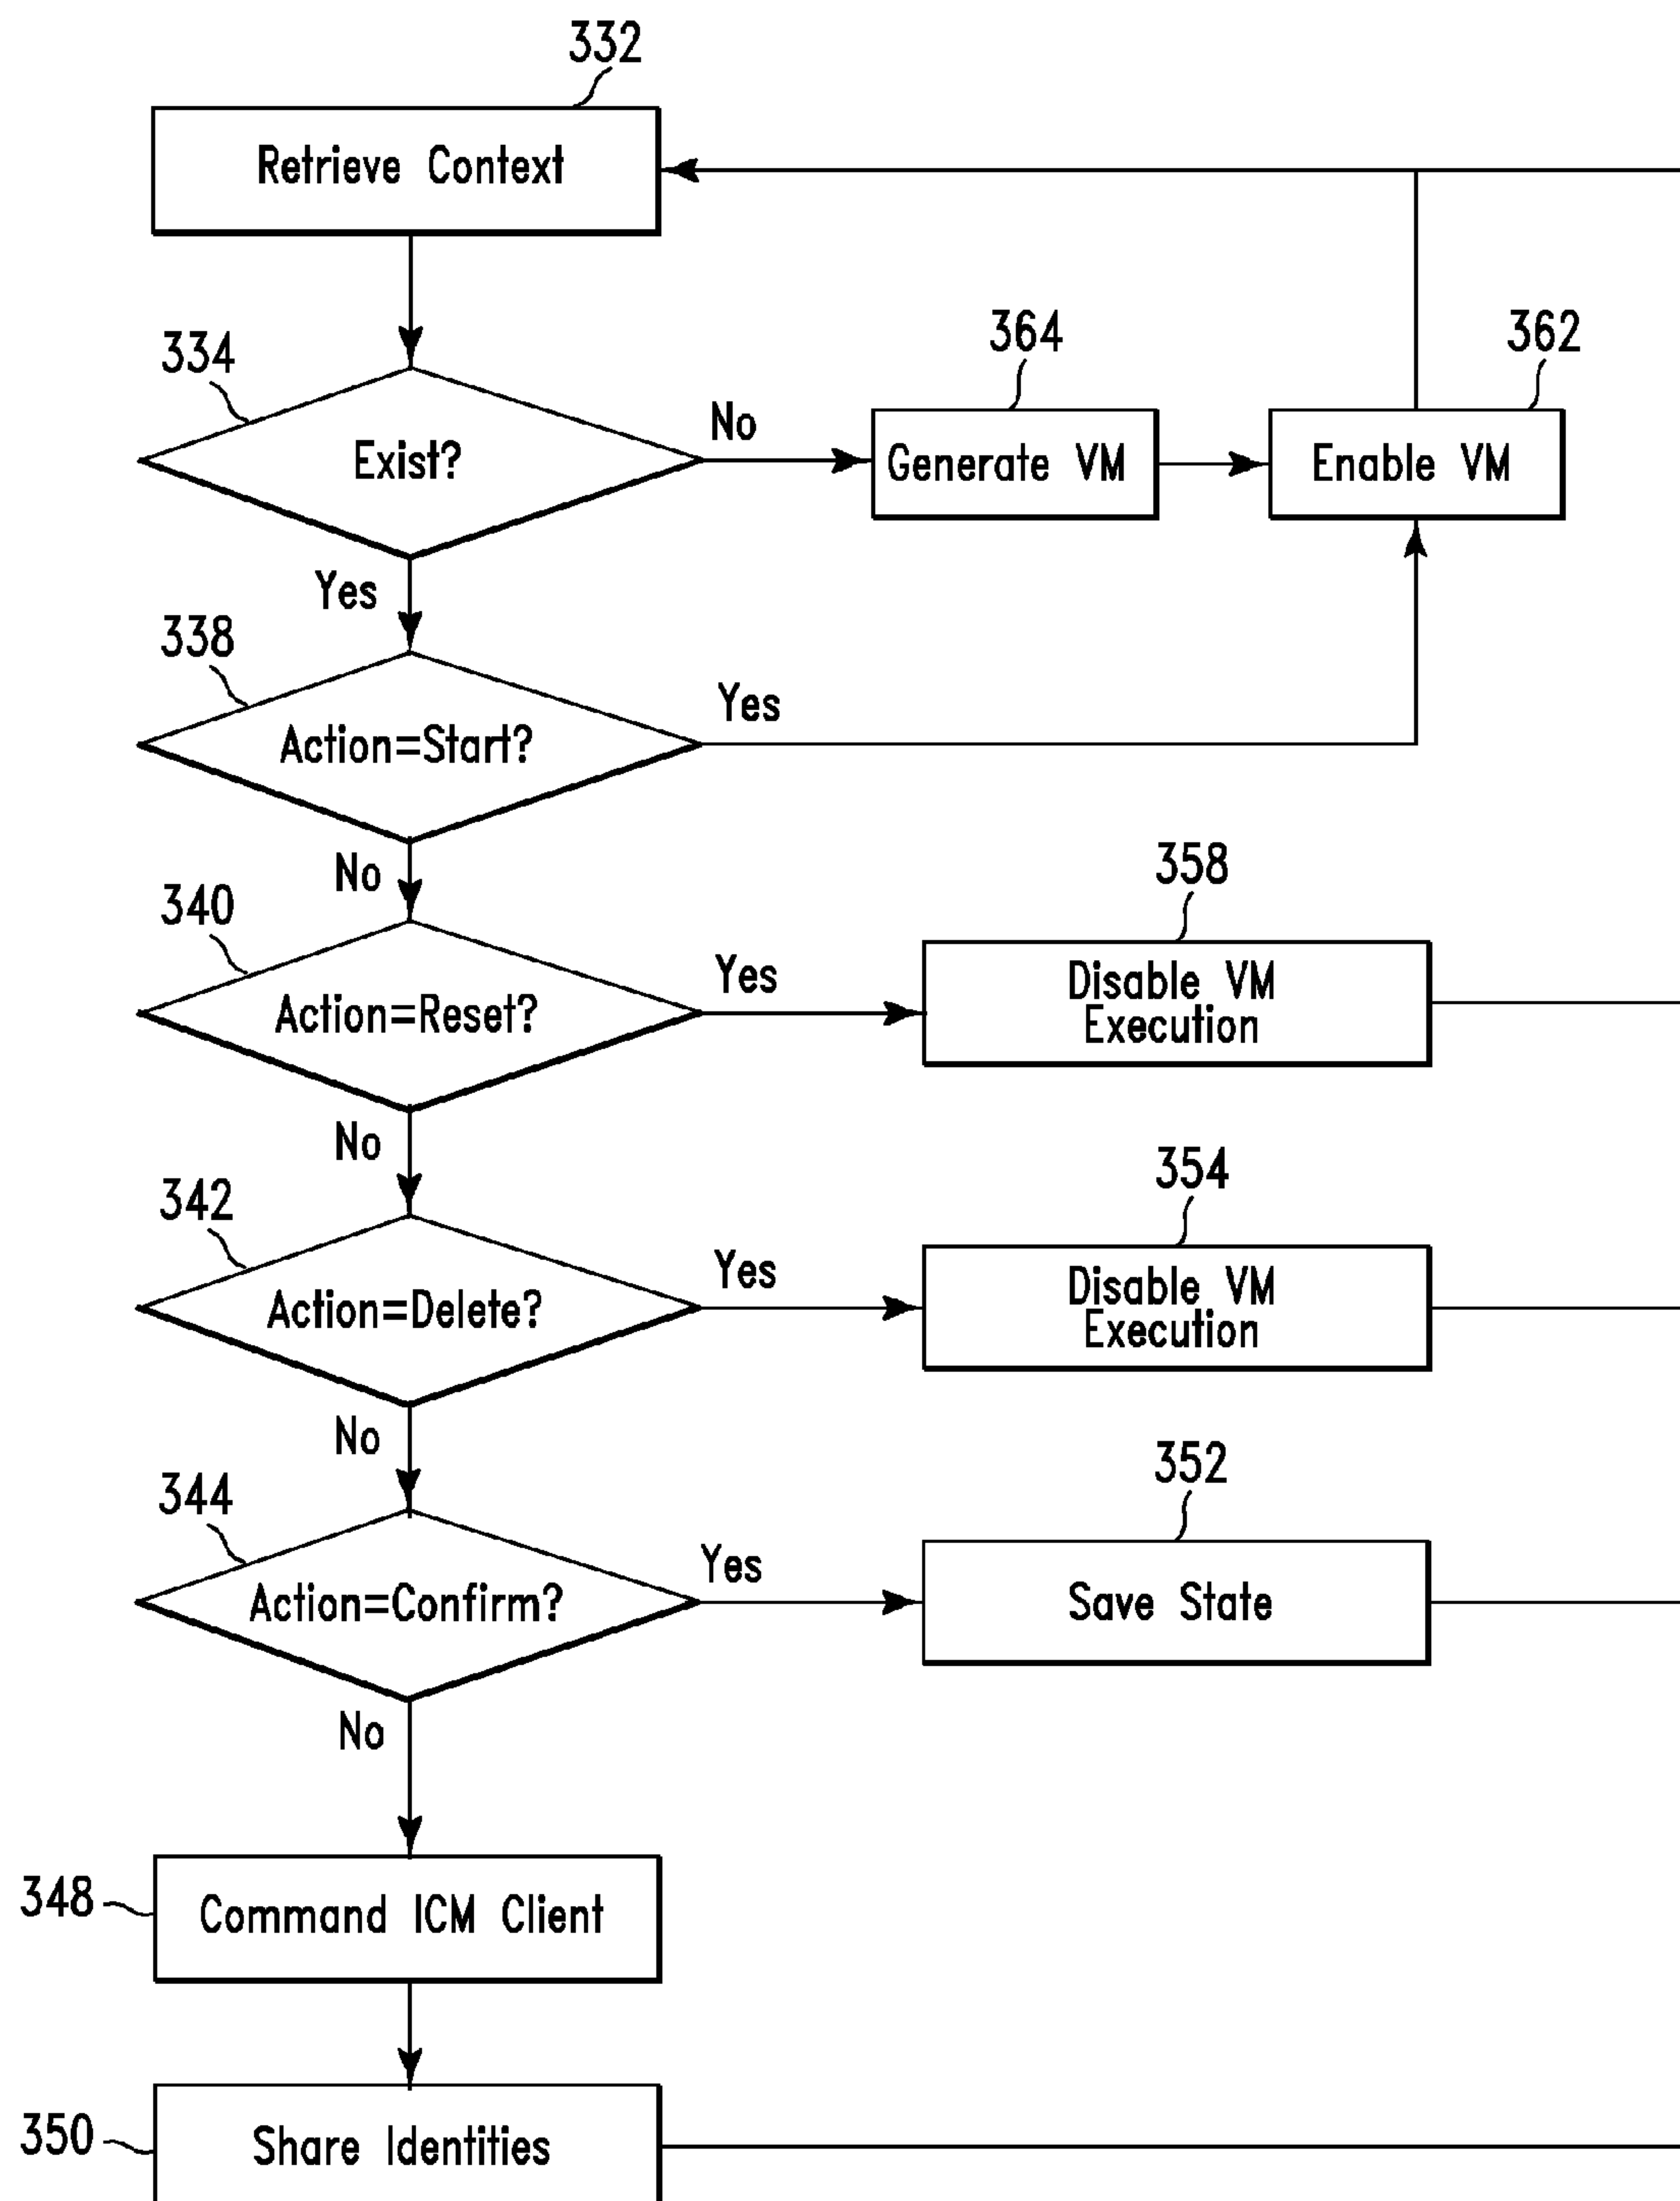 332
Retrieve Context
334
Exist?
No
364
Generate VM
362
Enable VM
Yes
338
Action=Start?
Yes
No
340
Action=Reset?
Yes
358
Disable VM
Execution
No
342
Action=Delete?
Yes
354
Disable VM
Execution
No
344
Action=Confirm?
Yes
352
Save State
No
348
Command ICM Client
350
Share Identities